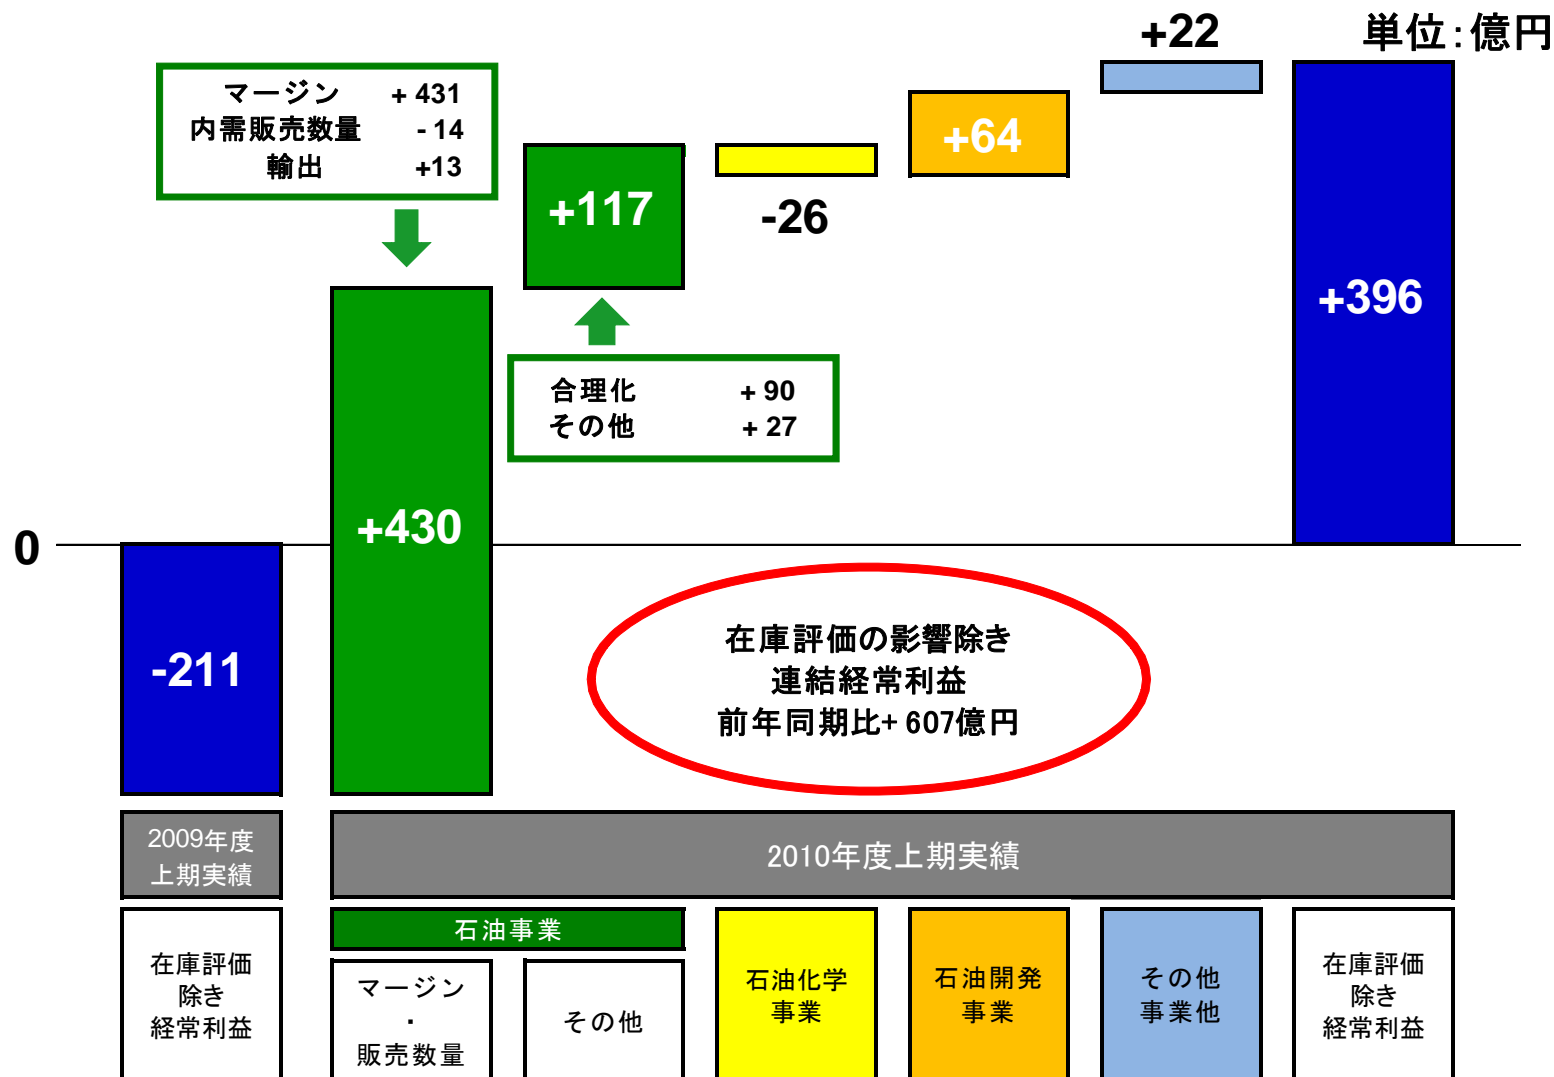 単位：億円
+22
マージン + 431
内需販売数量 - 14
輸出 +13
+117
-26
+64
+396
合理化 + 90
その他 + 27
+430
0
-211
在庫評価の影響除き
連結経常利益
前年同期比+ 607億円
2009年度
上期実績
2010年度上期実績
在庫評価
除き
経常利益
石油事業
マージン
・
販売数量
その他
石油化学
事業
石油開発
事業
その他
事業他
在庫評価
除き
経常利益